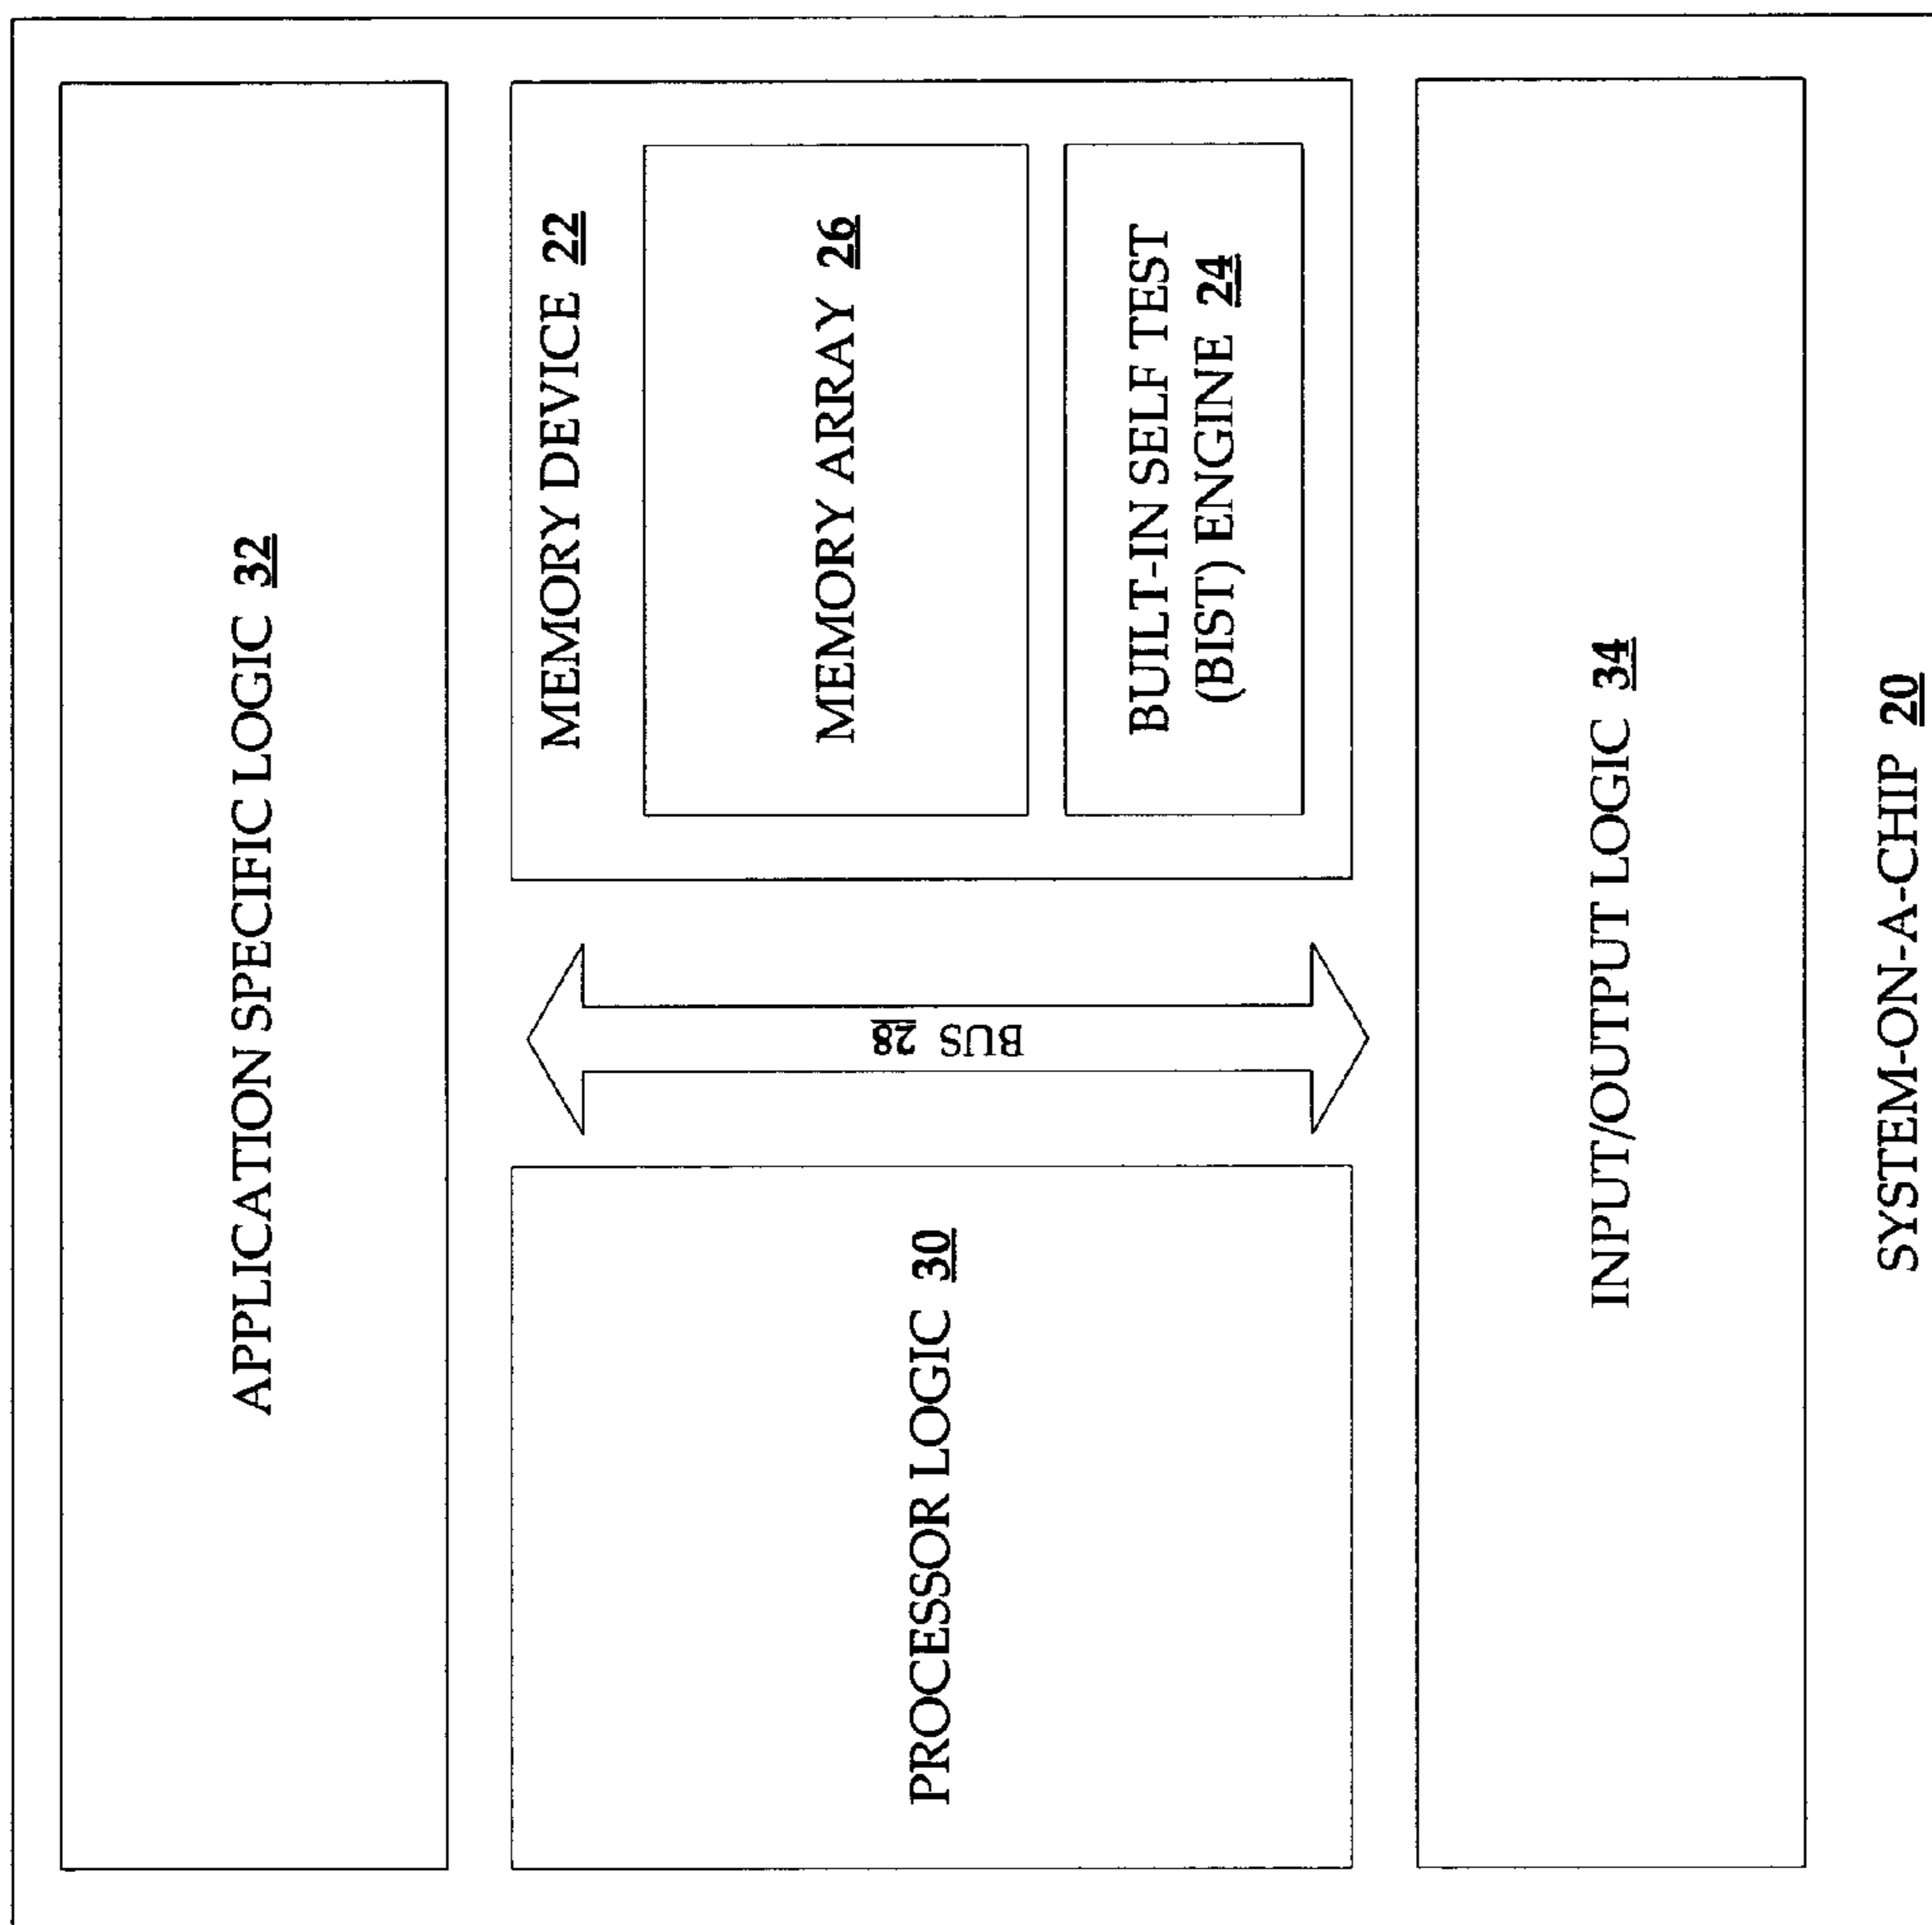 APPLICATION SPECIFIC LOGIC 32
PROCESSOR LOGIC 30
BUS 28
MEMORY DEVICE 22
MEMORY ARRAY 26
BUILT-IN SELF TEST
(BIST) ENGINE 24
INPUT/OUTPUT LOGIC 34
SYSTEM-ON-A-CHIP 20